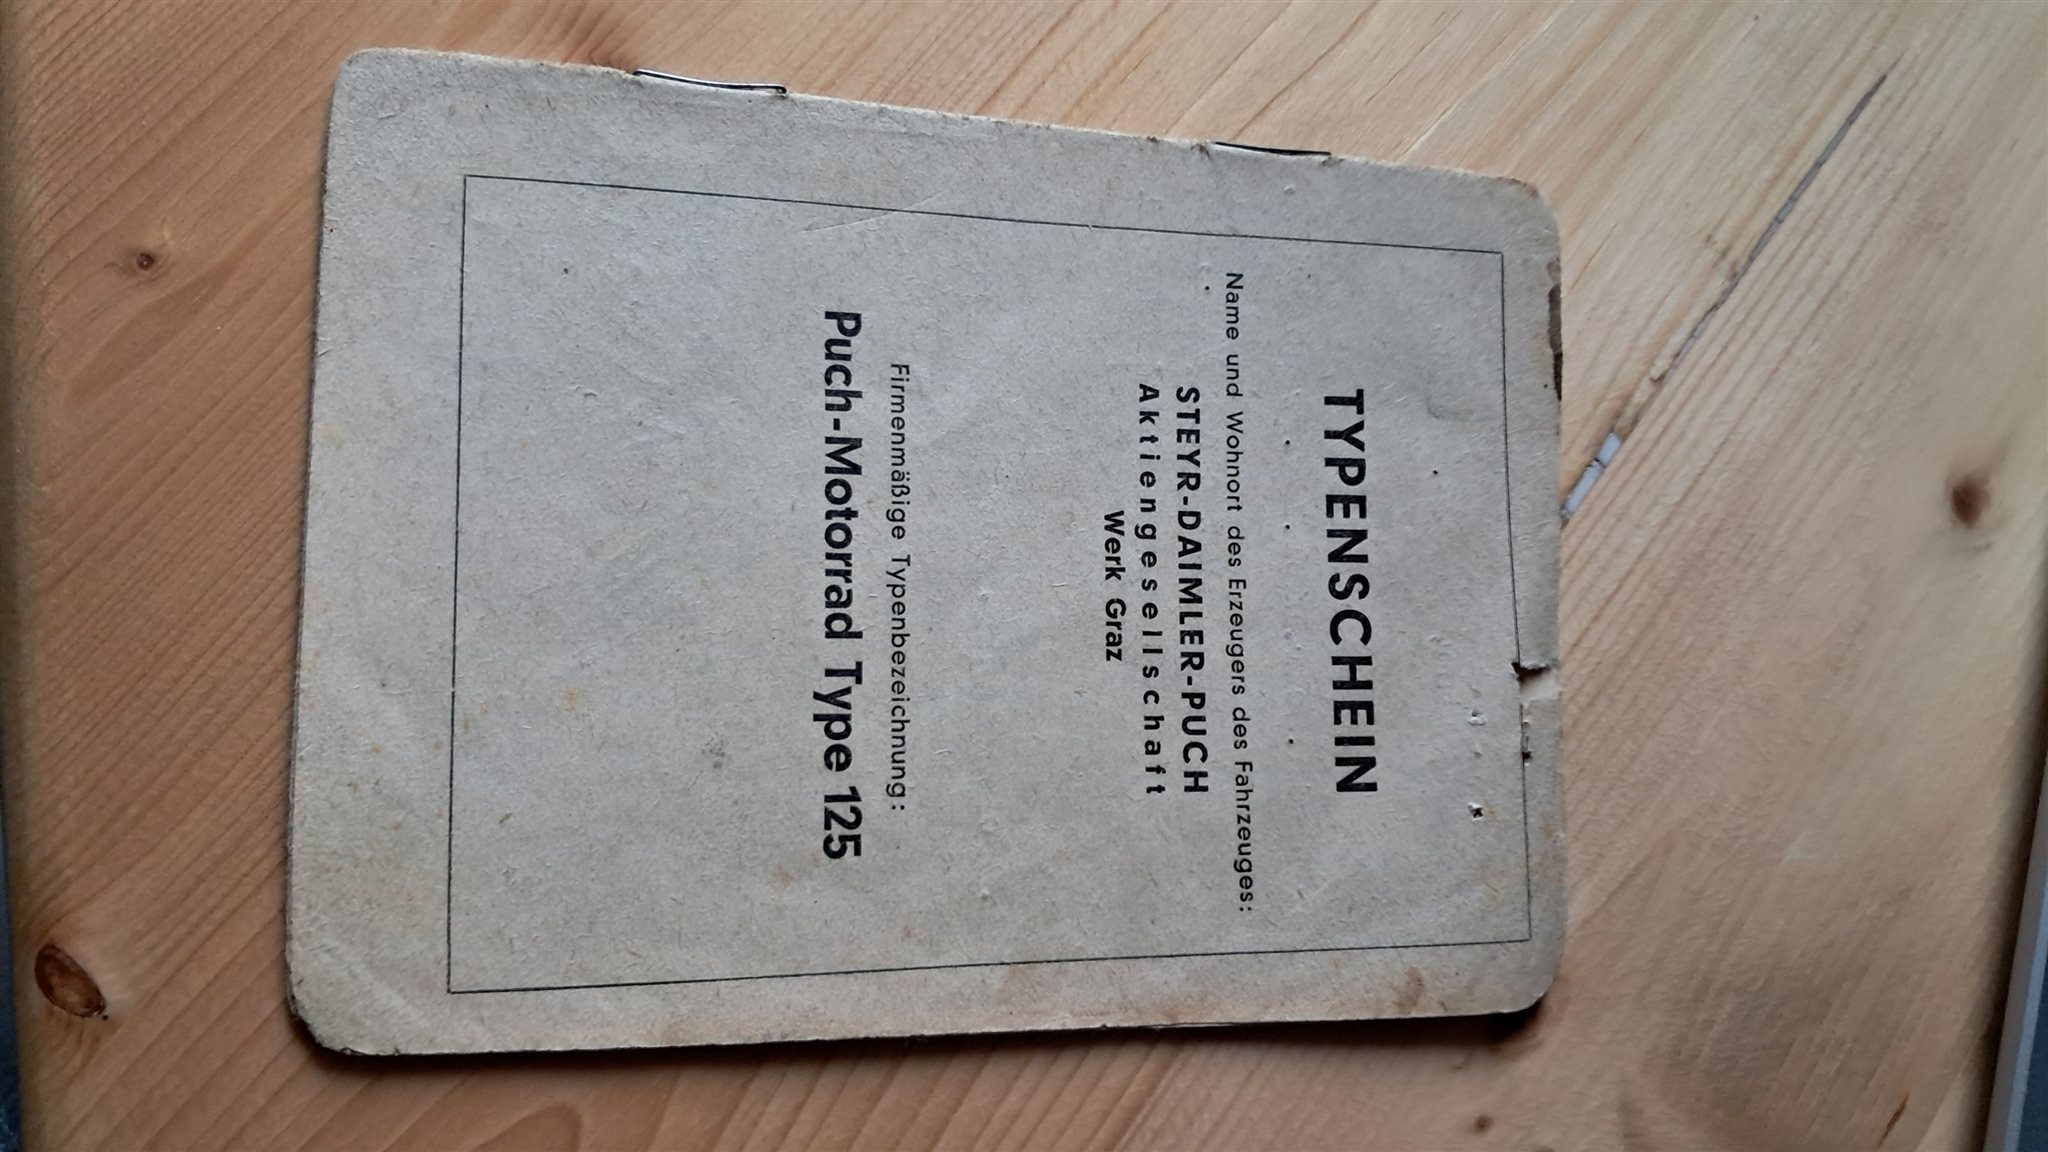 TYPENSCHEIN
Name und Wohnort des Erzeugers des Fahrzeuges:
STEYR-DAIMLER-PUCH
Aktiengesellschaft
Werk Graz
Firmenmäßige Typenbezeichnung:
Puch-Motorrad Type 125